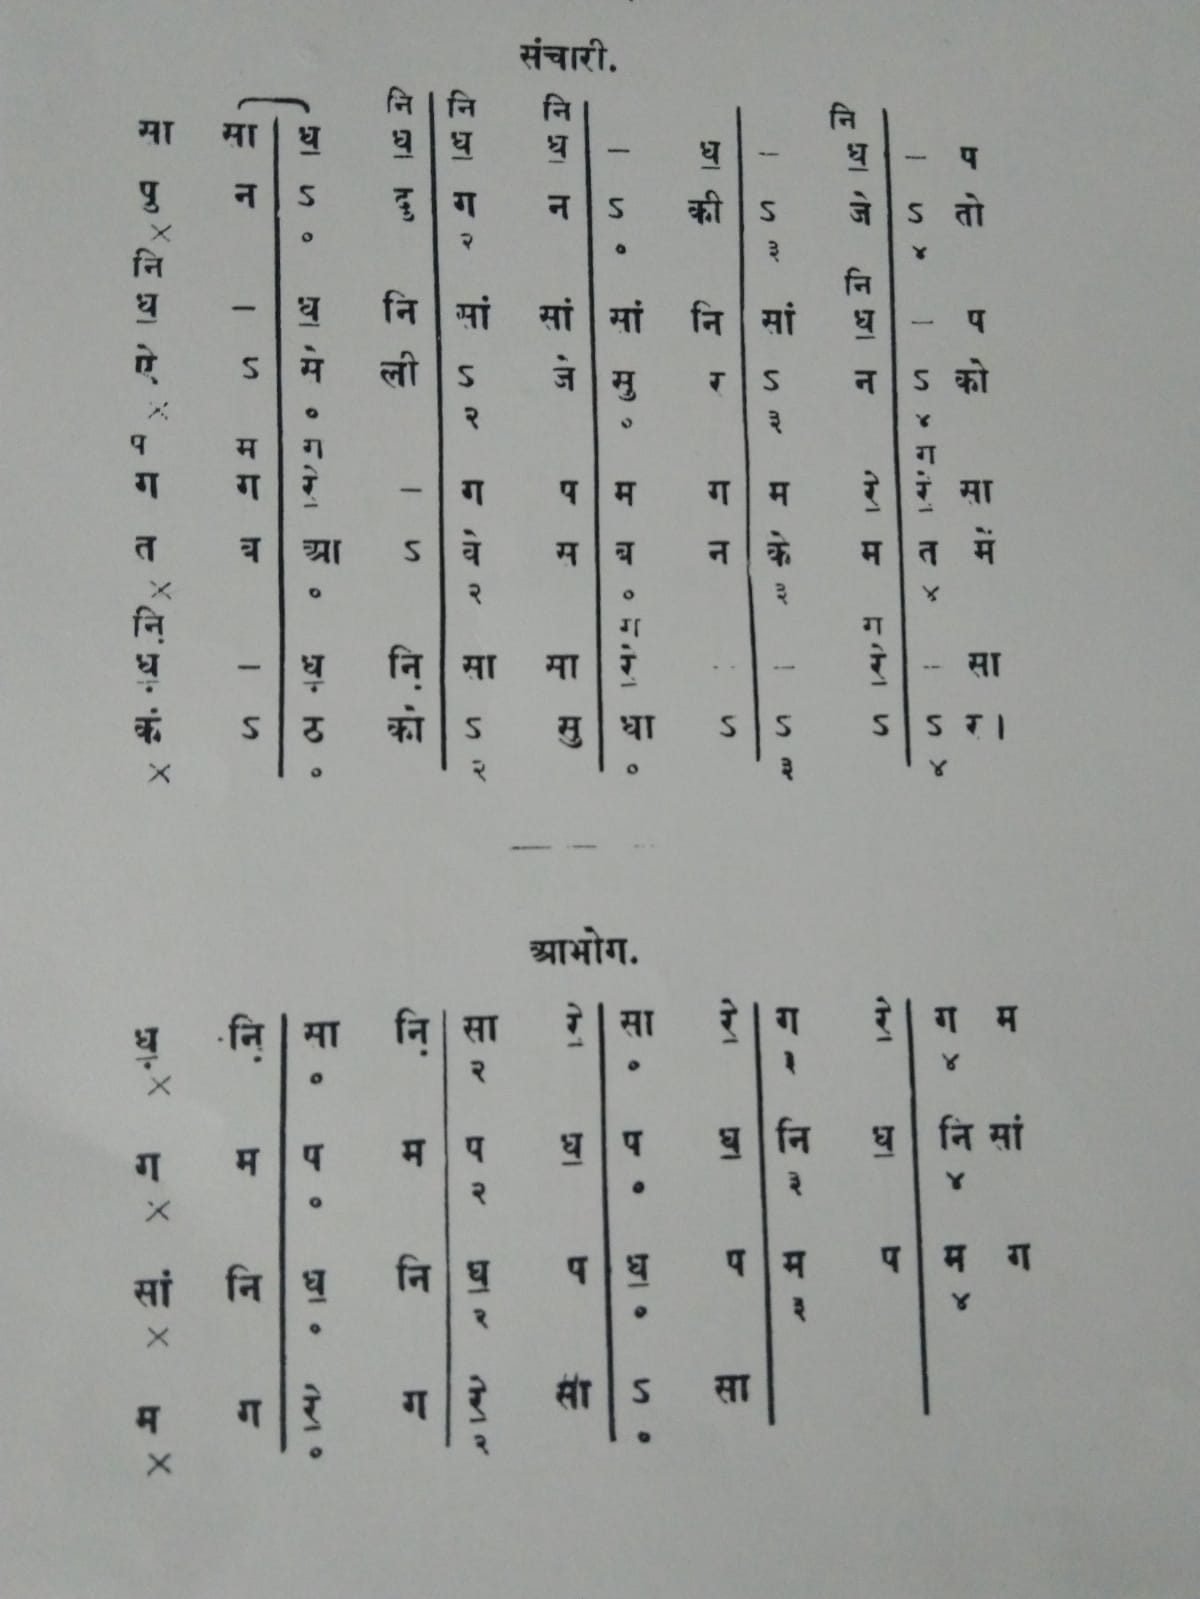 संचारी.
नि नि नि नि
सा सा ध॒ ध॒ ध॒ ध॒ – ध॒ – ध॒ – प
पु न ऽ दु ग न ऽ की ऽ जे ऽ तो
× ० २ ० ३ ४
नि नि
ध॒ – ध॒ नि सां सां सां नि सां ध॒ – प
ऐ ऽ से ली ऽ जे सु र ऽ न ऽ को
× ० २ ० ३ ४
प म ग ग
ग ग रे॒ – ग प म ग म रे॒ रे॒ सा
त ब आ ऽ वे स ब न के म त में
× ० २ ० ३ ४
नि़ ग ग
ध़॒ – ध़॒ नि़ सा सा रे॒ – – रे॒ – सा
कं ऽ ठ को ऽ सु धा ऽ ऽ ऽ ऽ र।
× ० २ ० ३ ४
आभोग.
ध़॒ नि़ सा नि़ सा रे॒ सा रे॒ ग रे॒ ग म
× ० २ ० ३ ४
ग म प म प ध॒ प ध॒ नि ध॒ नि सां
× ० २ ० ३ ४
सां नि ध॒ नि ध॒ प ध॒ प म प म ग
× ० २ ० ३ ४
म ग रे॒ ग रे॒ सा ऽ सा
× ० २ ०